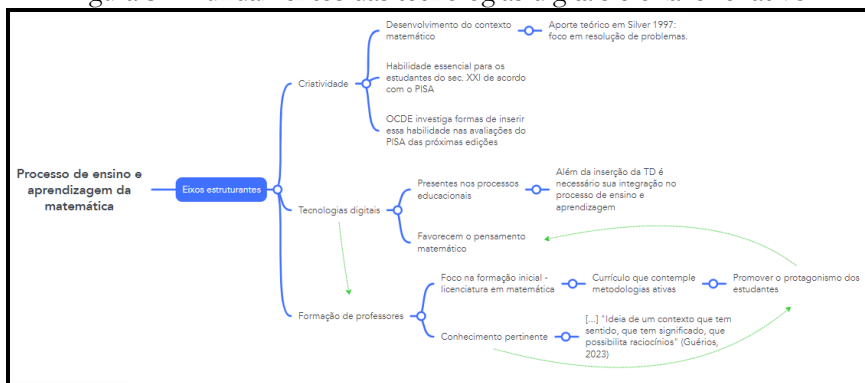 Desenvolvimento do contexto
matemático
Aporte teórico em Silver 1997:
foco em resolução de problemas.
Criatividade
Habilidade essencial para os
estudantes do sec. XXI de acordo
com o PISA
OCDE investiga formas de inserir
essa habilidade nas avaliações do
PISA das próximas edições
Processo de ensino e
aprendizagem da
matemática
Eixos estruturantes
Tecnologias digitais
Presentes nos processos
educacionais
Além da inserção da TD é
necessário sua integração no
processo de ensino e
aprendizagem
Favorecem o pensamento
matemático
Formação de professores
Foco na formação inicial -
licenciatura em matemática
Currículo que contemple
metodologias ativas
Promover o protagonismo dos
estudantes
Conhecimento pertinente
[...] "Ideia de um contexto que tem
sentido, que tem significado, que
possibilita raciocínios" (Guérios,
2023)